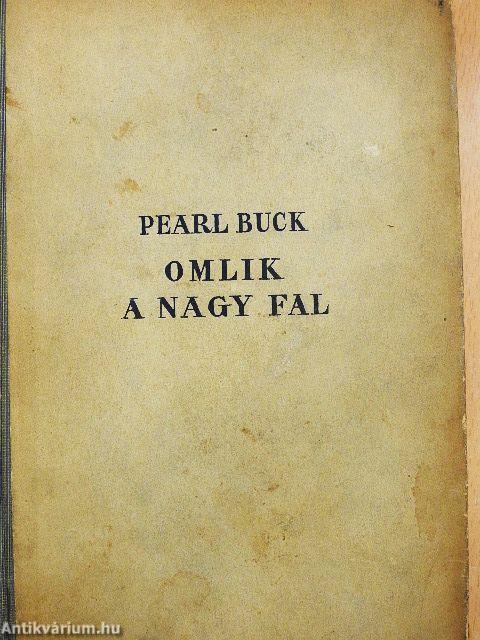 PEARL BUCK
OMLIK
A NAGY FAL
Antikvárium.hu